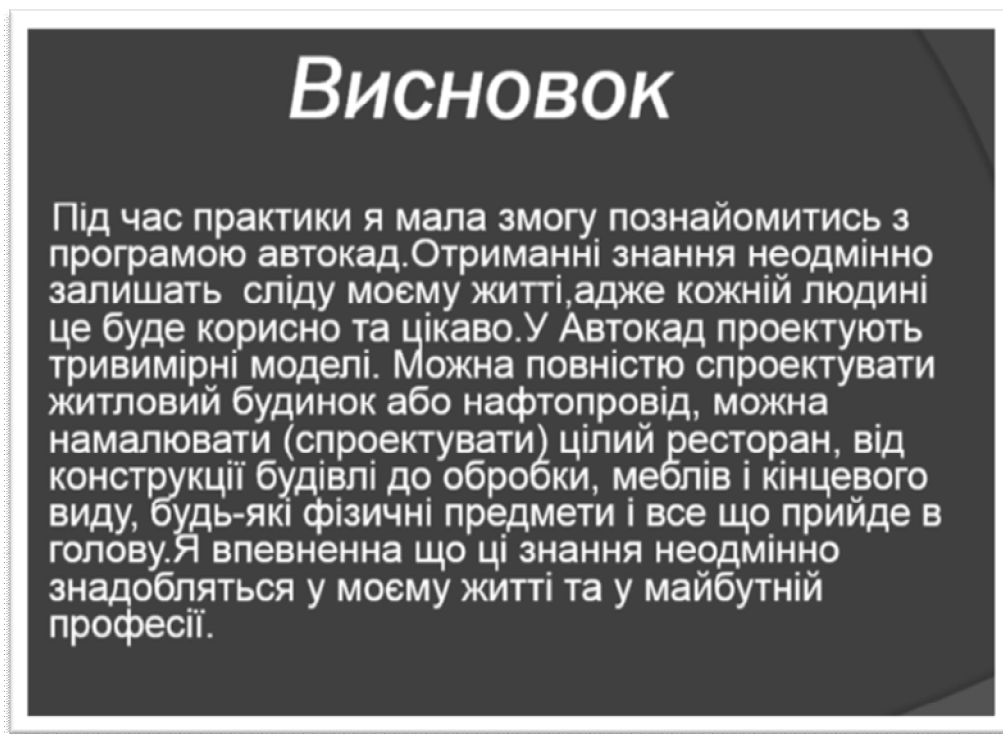 Висновок
Під час практики я мала змогу познайомитись з
програмою автокад.Отриманні знання неодмінно
залишать  сліду моєму житті,адже кожній людині
це буде корисно та цікаво.У Автокад проектують
тривимірні моделі. Можна повністю спроектувати
житловий будинок або нафтопровід, можна
намалювати (спроектувати) цілий ресторан, від
конструкції будівлі до обробки, меблів і кінцевого
виду, будь-які фізичні предмети і все що прийде в
голову.Я впевненна що ці знання неодмінно
знадобляться у моєму житті та у майбутній
професії.